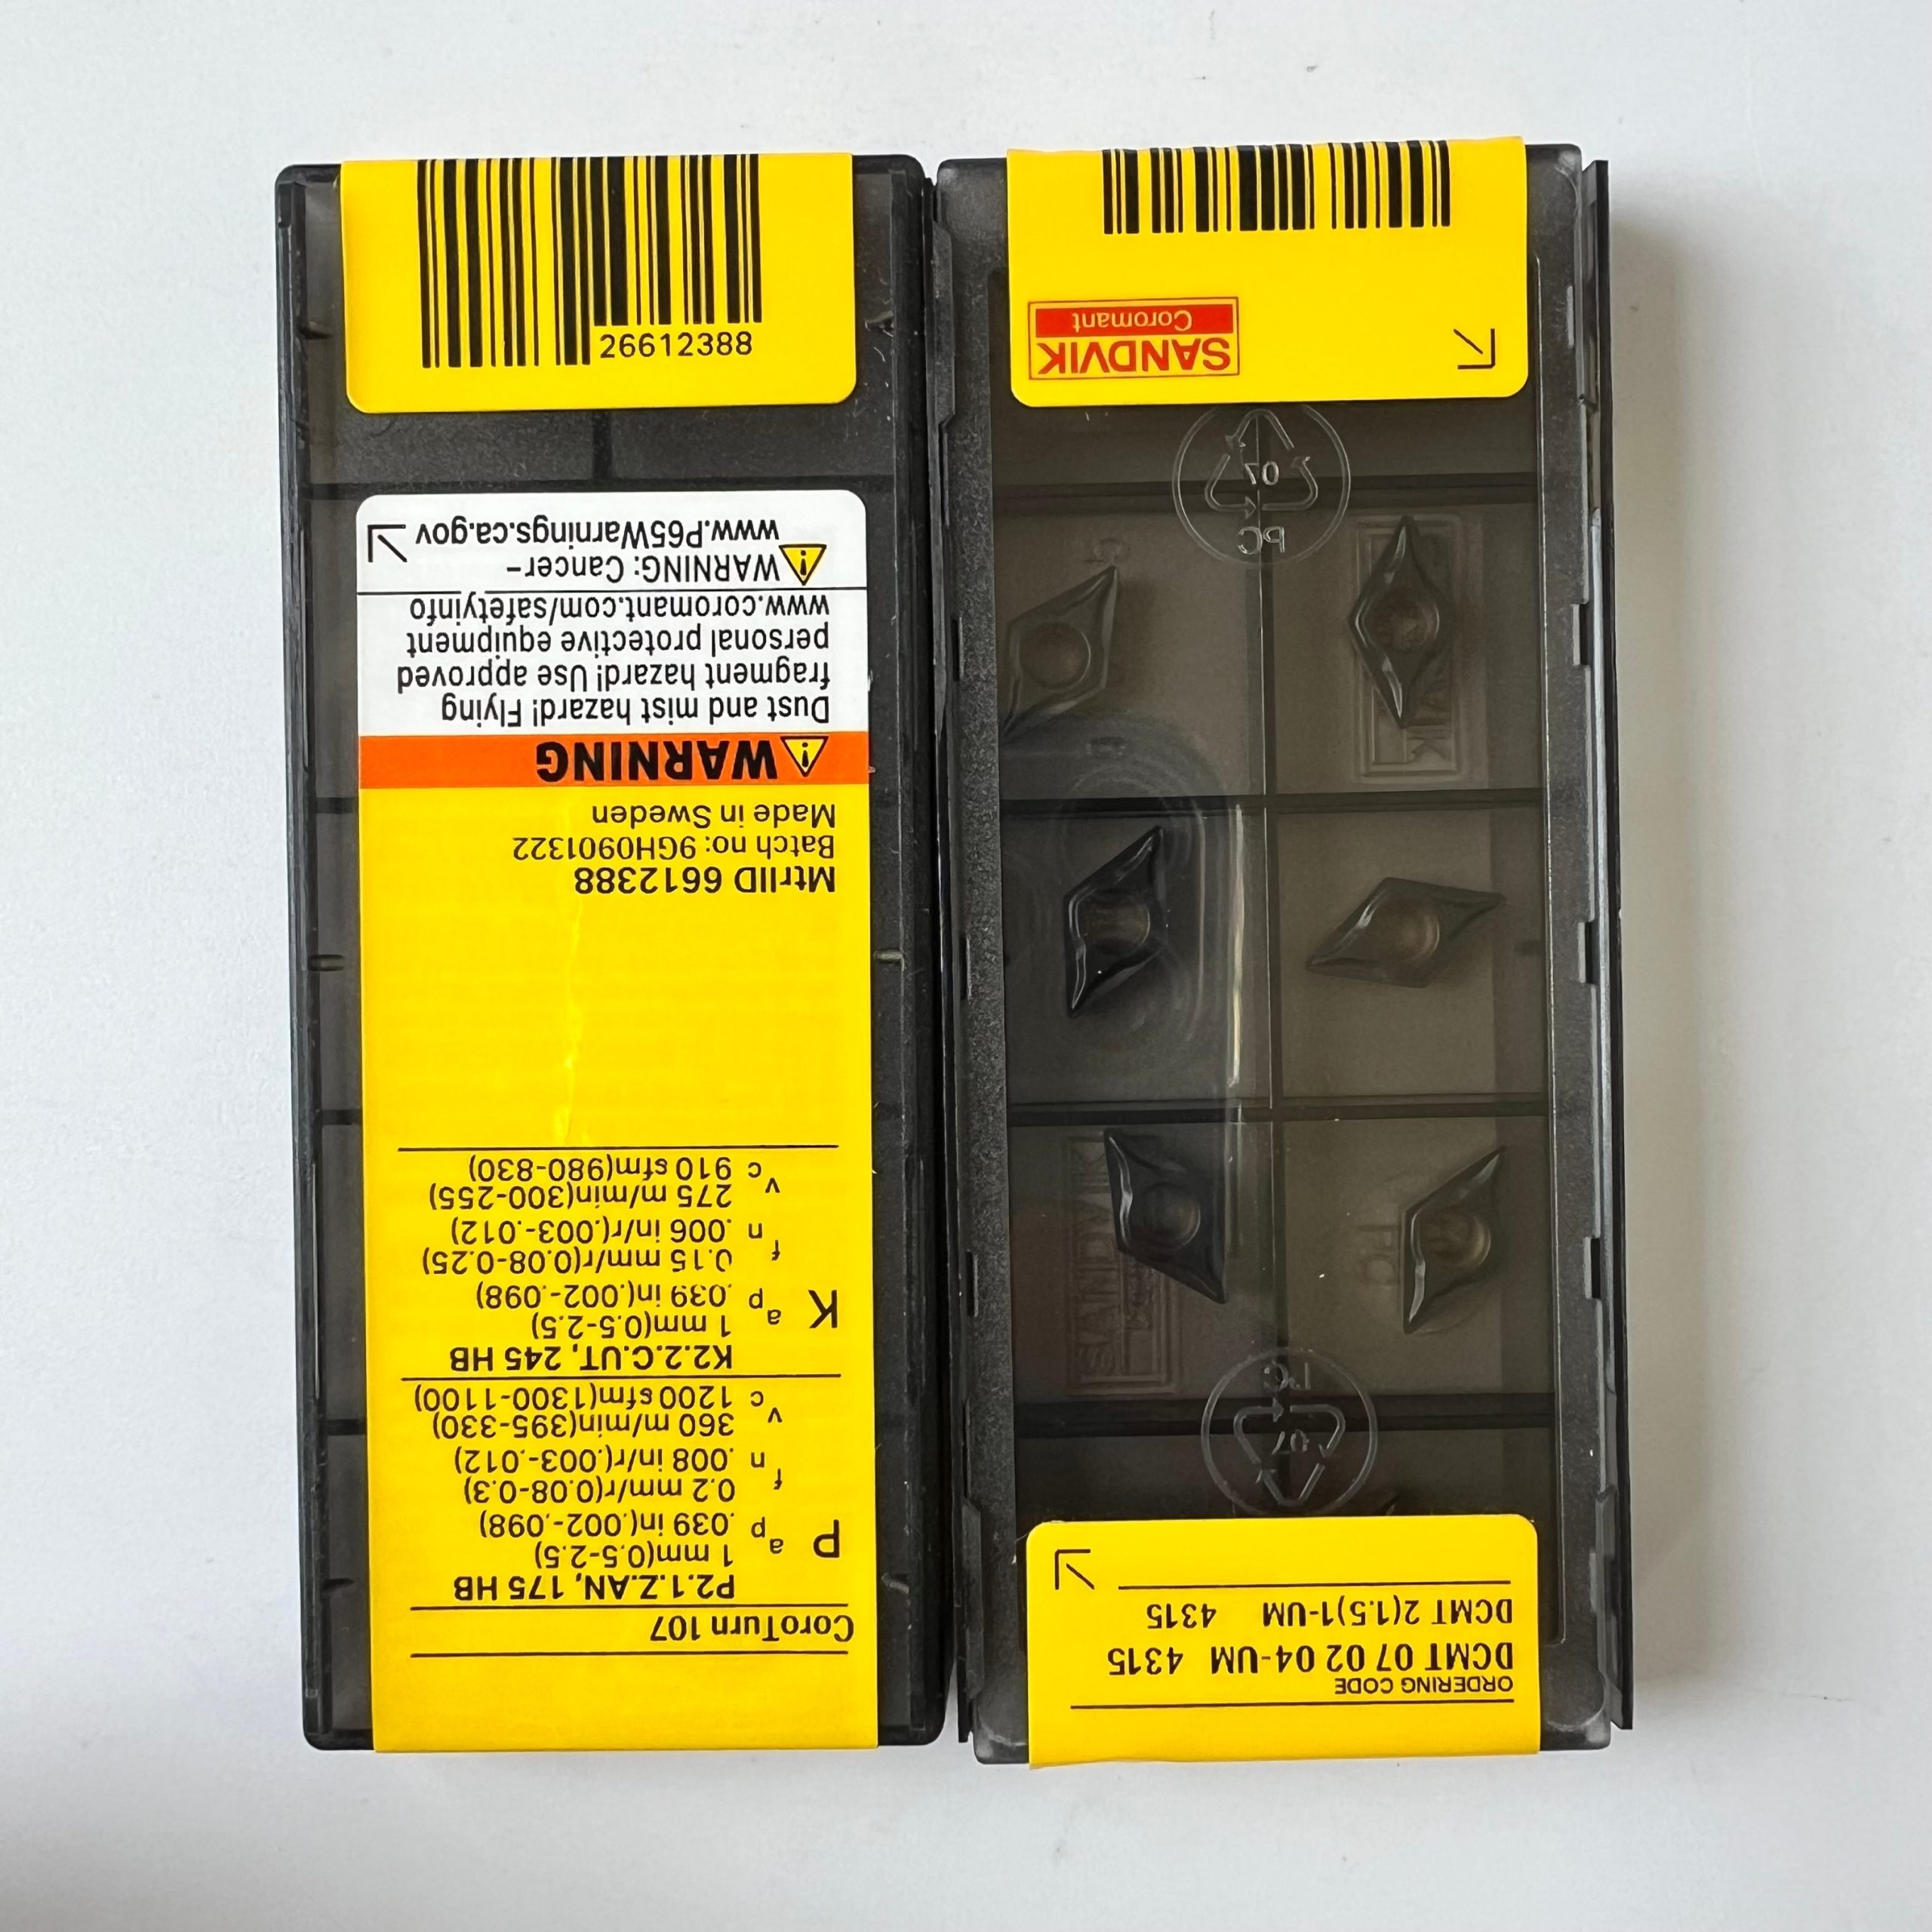 CoroTurn 107
P2.1.Z.AN, 175 HB
P ap 1 mm(0.5-2.5)
.039 in(.002-.098)
fn 0.2 mm/r(0.08-0.3)
.008 in/r(.003-.012)
vc 360 m/min(395-330)
1200 sfm(1300-1100)
K2.2.C.UT, 245 HB
K ap 1 mm(0.5-2.5)
.039 in(.002-.098)
fn 0.15 mm/r(0.08-0.25)
.006 in/r(.003-.012)
vc 275 m/min(300-255)
910 sfm(980-830)
MtrlID 6612388
Batch no: 9GH0901322
Made in Sweden
WARNING
Dust and mist hazard! Flying
fragment hazard! Use approved
personal protective equipment
www.coromant.com/safetyinfo
WARNING: Cancer-
www.P65Warnings.ca.gov
26612388
ORDERING CODE
DCMT 07 02 04-UM 4315
DCMT 2(1.5)1-UM 4315
SANDVIK
Coromant
07
PC
07
PC
SANDVIK